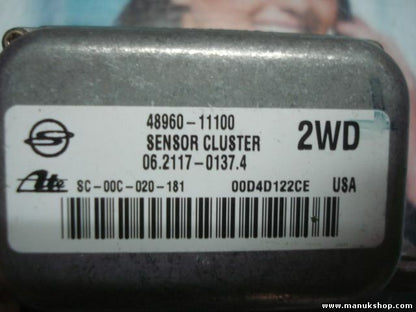 48960-11100
SENSOR CLUSTER
2WD
06.2117-0137.4
Ate
SC-00C-020-181 00D4D122CE USA
www.manukshop.com